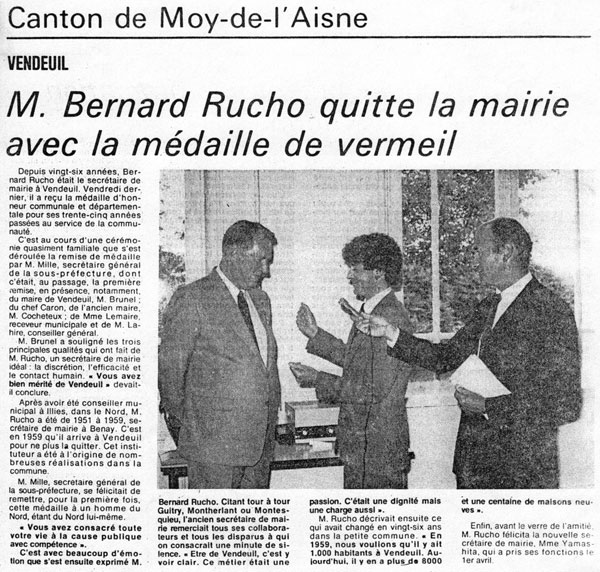 Canton de Moy-de-l'Aisne
VENDEUIL
M. Bernard Rucho quitte la mairie
avec la médaille de vermeil
Depuis vingt-six années, Ber-
nard Rucho était le secrétaire de
mairie à Vendeuil. Vendredi der-
nier, il a reçu la médaille d'hon-
neur communale et départemen-
tale pour ses trente-cinq années
passées au service de la commu-
nauté.
C'est au cours d'une cérémo-
nie quasiment familiale que s'est
déroulée la remise de médaille
par M. Mille, secrétaire général
de la sous-préfecture, dont
c'était, au passage, la première
remise, en présence, notamment,
du maire de Vendeuil, M. Brunel ;
du chef Caron, de l'ancien maire,
M. Cocheteux ; de Mme Lemaire,
receveur municipale et de M. La-
hire, conseiller général.
M. Brunel a souligné les trois
principales qualités qui ont fait de
M. Rucho, un secrétaire de mairie
idéal : la discrétion, l'efficacité et
le contact humain. « Vous avez
bien mérité de Vendeuil » devait-
il conclure.
Après avoir été conseiller mu-
nicipal à Illies, dans le Nord, M.
Rucho a été de 1951 à 1959, se-
crétaire de mairie à Benay. C'est
en 1959 qu'il arrive à Vendeuil
pour ne plus la quitter. Cet insti-
tuteur a été à l'origine de nom-
breuses réalisations dans la
commune.
M. Mille, secretaire général de
la sous-préfecture, se félicitait de
remettre, pour la première fois,
cette médaille à un homme du
Nord, étant du Nord lui-même.
« Vous avez consacré toute
votre vie à la cause publique
avec compétence ».
C'est avec beaucoup d'émo-
tion que s'est ensuite exprimé M.
Bernard Rucho. Citant tour à tour
Guitry, Montherlant ou Montes-
quieu, l'ancien secrétaire de mai-
rie remerciait tous ses collabora-
teurs et tous les disparus à qui
on consacrait une minute de si-
lence. « Etre de Vendeuil, c'est y
voir clair. Ce métier était une
passion. C'était une dignité mais
une charge aussi ».
M. Rucho décrivait ensuite ce
qui avait changé en vingt-six ans
dans la petite commune. « En
1959, nous voulions qu'il y ait
1.000 habitants à Vendeuil. Au-
jourd'hui, il y en a plus de 8000
et une centaine de maisons neu-
ves ».
Enfin, avant le verre de l'amitié,
M. Rucho félicita la nouvelle se-
crétaire de mairie, Mme Yamas-
hita, qui a pris ses fonctions le
1er avril.